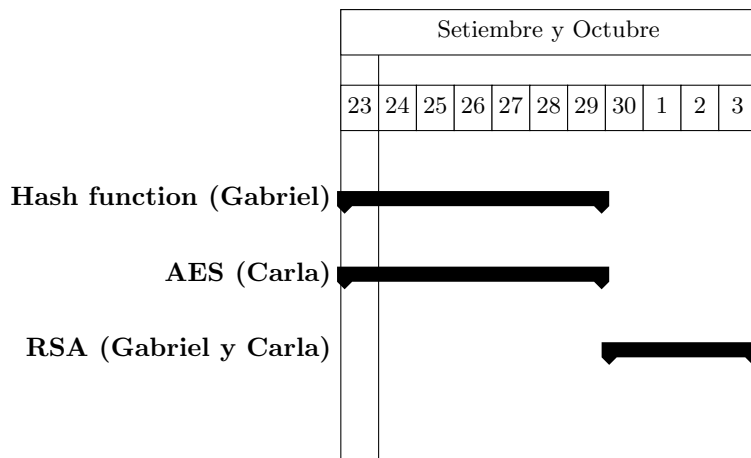 Setiembre y Octubre
23 24 25 26 27 28 29 30 1 2 3
Hash function (Gabriel)
AES (Carla)
RSA (Gabriel y Carla)